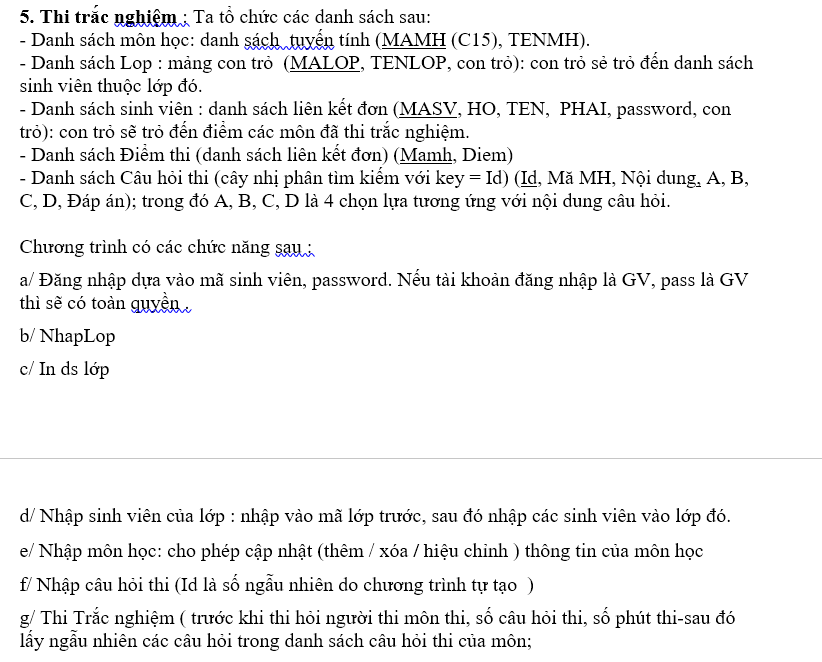 5. Thi trắc nghiệm : Ta tổ chức các danh sách sau:
- Danh sách môn học: danh sách tuyến tính (MAMH (C15), TENMH).
- Danh sách Lop : mảng con trỏ (MALOP, TENLOP, con trỏ): con trỏ sẽ trỏ đến danh sách
sinh viên thuộc lớp đó.
- Danh sách sinh viên : danh sách liên kết đơn (MASV, HO, TEN, PHAI, password, con
trỏ): con trỏ sẽ trỏ đến điểm các môn đã thi trắc nghiệm.
- Danh sách Điểm thi (danh sách liên kết đơn) (Mamh, Diem)
- Danh sách Câu hỏi thi (cây nhị phân tìm kiếm với key = Id) (Id, Mã MH, Nội dung, A, B,
C, D, Đáp án); trong đó A, B, C, D là 4 chọn lựa tương ứng với nội dung câu hỏi.
Chương trình có các chức năng sau :
a/ Đăng nhập dựa vào mã sinh viên, password. Nếu tài khoản đăng nhập là GV, pass là GV
thì sẽ có toàn quyền .
b/ NhapLop
c/ In ds lớp
d/ Nhập sinh viên của lớp : nhập vào mã lớp trước, sau đó nhập các sinh viên vào lớp đó.
e/ Nhập môn học: cho phép cập nhật (thêm / xóa / hiệu chỉnh ) thông tin của môn học
f/ Nhập câu hỏi thi (Id là số ngẫu nhiên do chương trình tự tạo )
g/ Thi Trắc nghiệm ( trước khi thi hỏi người thi môn thi, số câu hỏi thi, số phút thi-sau đó
lấy ngẫu nhiên các câu hỏi trong danh sách câu hỏi thi của môn;